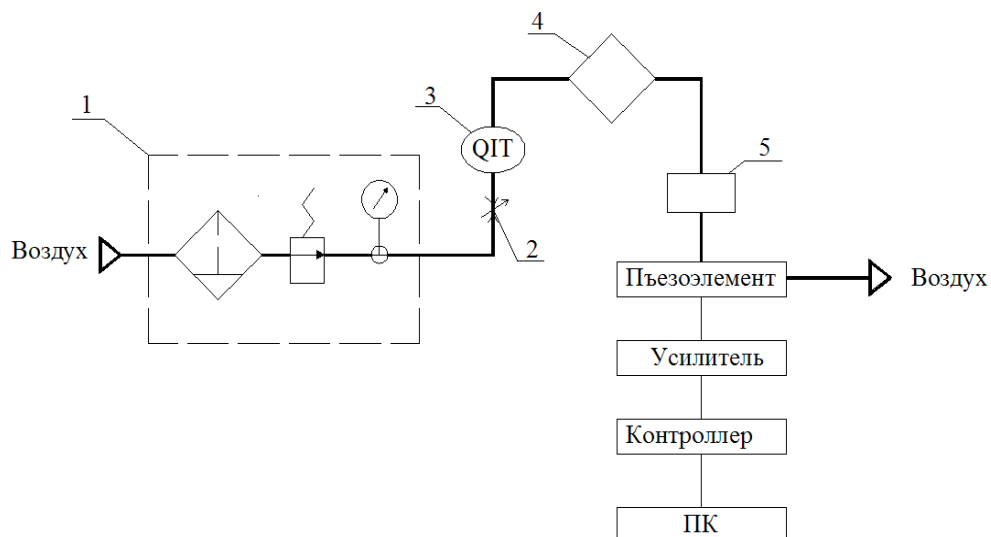 4
3
1
QIT
5
2
Воздух
Пъезоэлемент
Воздух
Усилитель
Контроллер
ПК